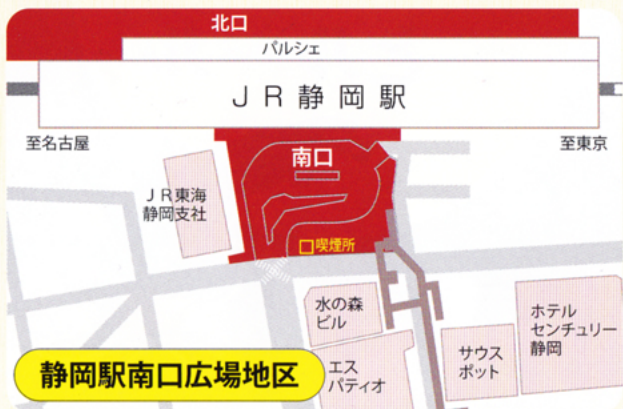 北口
パルシェ
JR静岡駅
至名古屋
至東京
南口
JR東海
静岡支社
喫煙所
水の森
ビル
エス
パティオ
サウス
ポット
ホテル
センチュリー
静岡
静岡駅南口広場地区